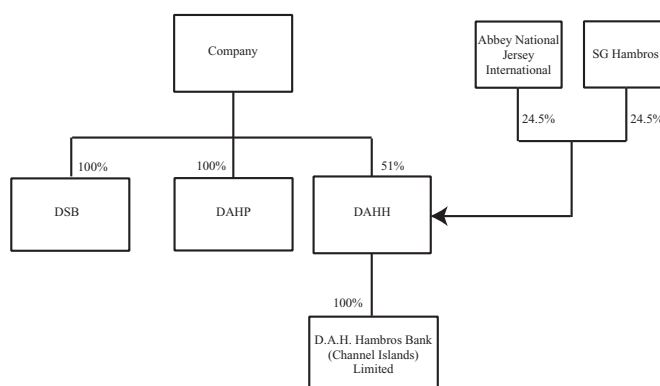 Company
Abbey National
Jersey
International
SG Hambros
24.5%
24.5%
100%
100%
51%
DSB
DAHP
DAHH
100%
D.A.H. Hambros Bank
(Channel Islands)
Limited